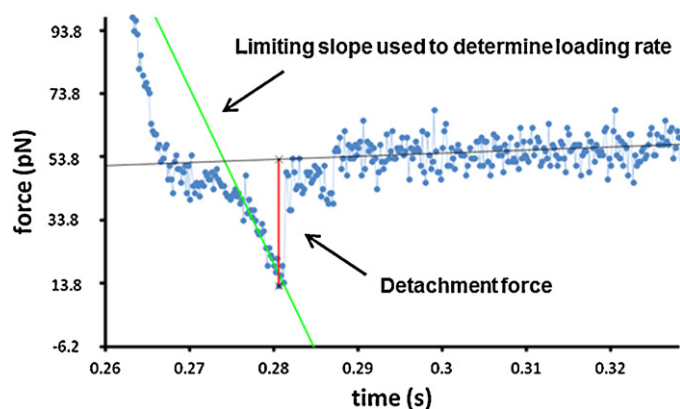 93.8
Limiting slope used to determine loading rate
73.8
53.8
33.8
Detachment force
13.8
-6.2
0.26 0.27 0.28 0.29 0.3 0.31 0.32
force (pN)
time (s)